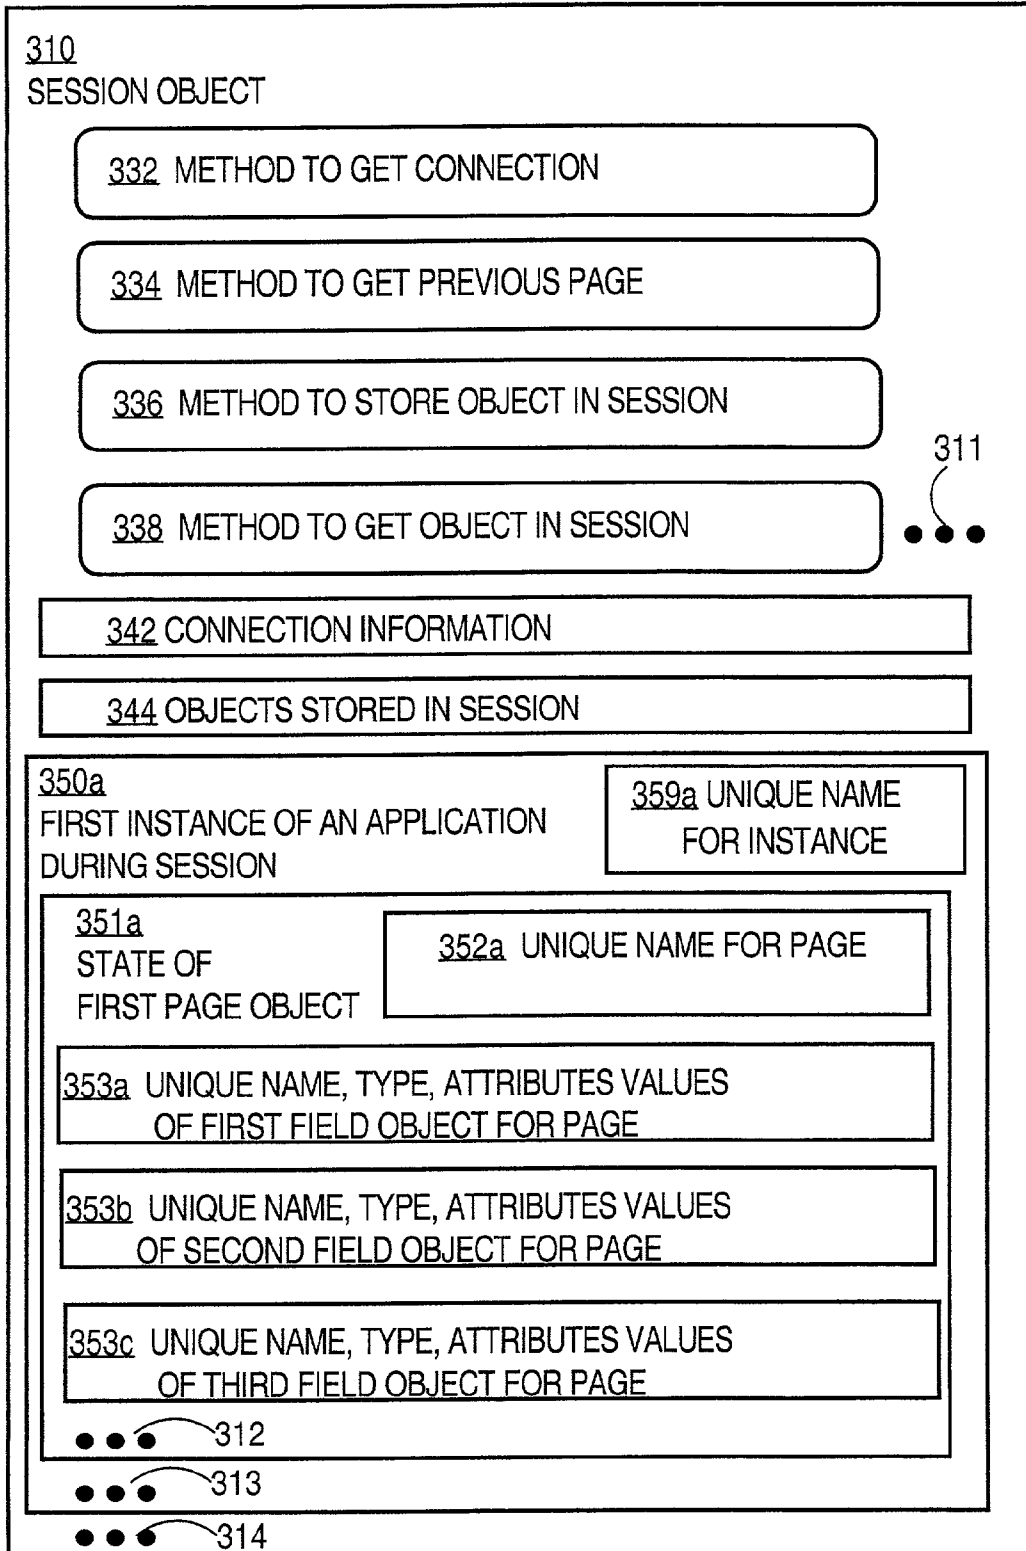 310
SESSION OBJECT
332 METHOD TO GET CONNECTION
334 METHOD TO GET PREVIOUS PAGE
336 METHOD TO STORE OBJECT IN SESSION
311
338 METHOD TO GET OBJECT IN SESSION
342 CONNECTION INFORMATION
344 OBJECTS STORED IN SESSION
350a
FIRST INSTANCE OF AN APPLICATION
DURING SESSION
359a UNIQUE NAME
FOR INSTANCE
351a
STATE OF
FIRST PAGE OBJECT
352a UNIQUE NAME FOR PAGE
353a UNIQUE NAME, TYPE, ATTRIBUTES VALUES
OF FIRST FIELD OBJECT FOR PAGE
353b UNIQUE NAME, TYPE, ATTRIBUTES VALUES
OF SECOND FIELD OBJECT FOR PAGE
353c UNIQUE NAME, TYPE, ATTRIBUTES VALUES
OF THIRD FIELD OBJECT FOR PAGE
312
313
314